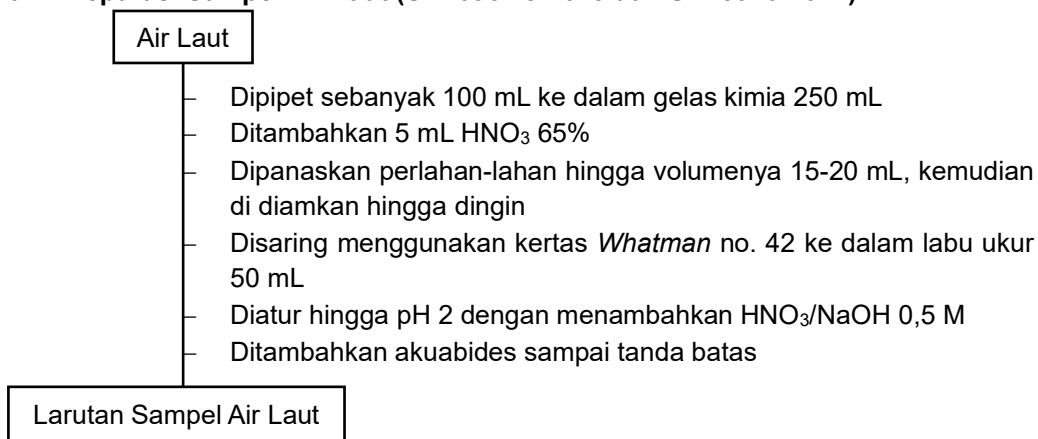 Air Laut
– Dipipet sebanyak 100 mL ke dalam gelas kimia 250 mL
– Ditambahkan 5 mL HNO₃ 65%
– Dipanaskan perlahan-lahan hingga volumenya 15-20 mL, kemudian
di diamkan hingga dingin
– Disaring menggunakan kertas Whatman no. 42 ke dalam labu ukur
50 mL
– Diatur hingga pH 2 dengan menambahkan HNO₃/NaOH 0,5 M
– Ditambahkan akuabides sampai tanda batas
Larutan Sampel Air Laut